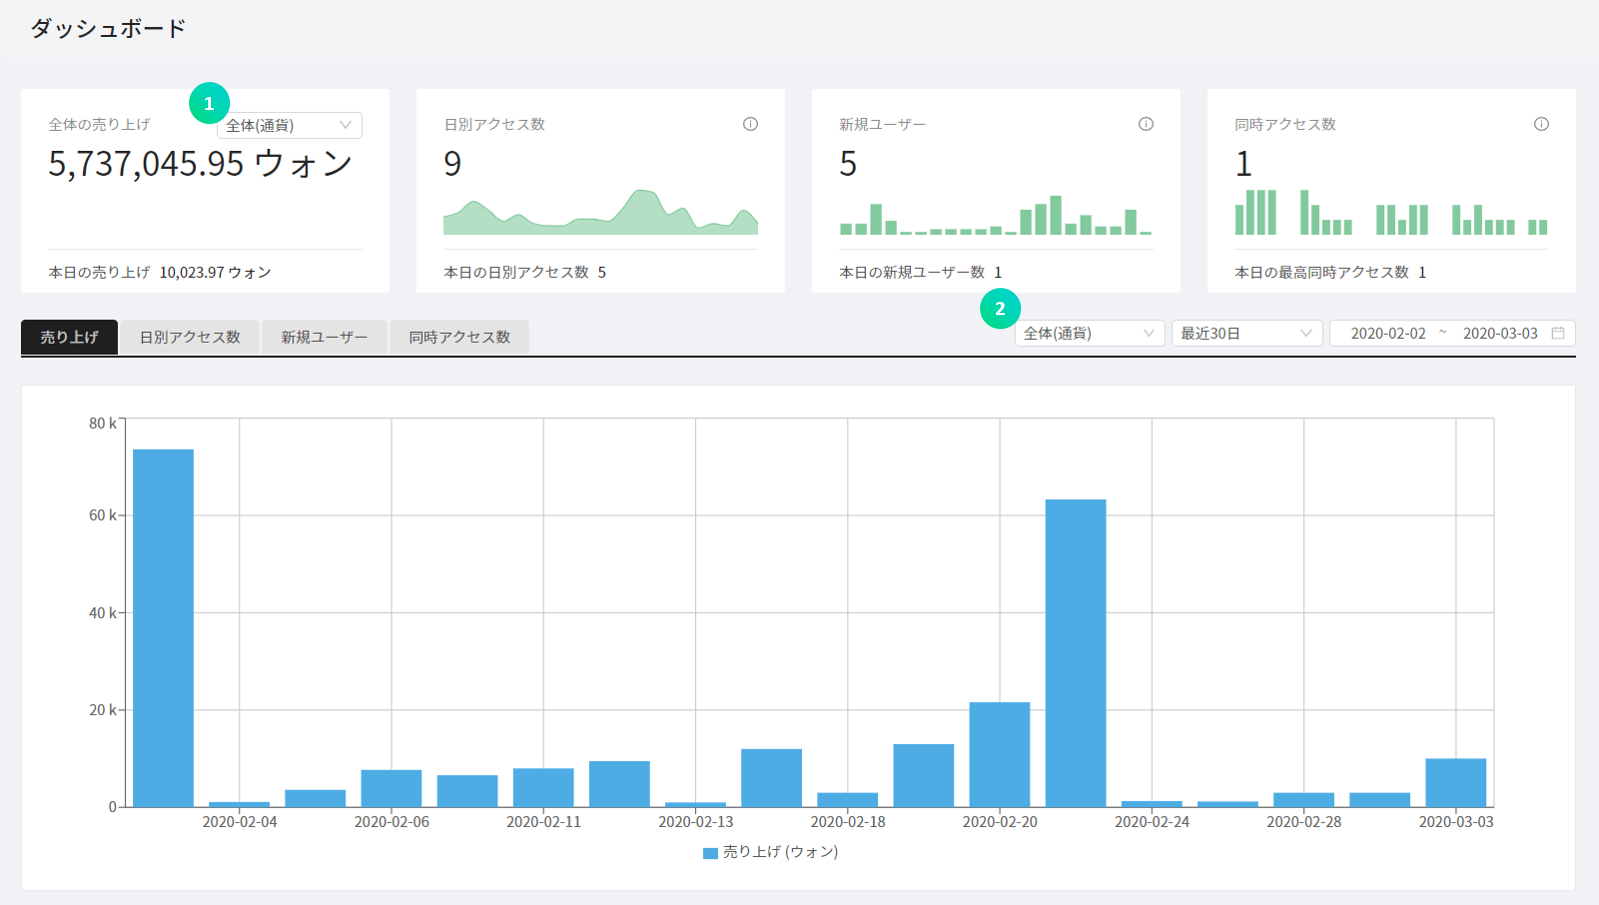 ダッシュボード
1
全体の売り上げ 全体(通貨)
5,737,045.95 ウォン
本日の売り上げ 10,023.97 ウォン
日別アクセス数
9
本日の日別アクセス数 5
新規ユーザー
5
本日の新規ユーザー数 1
同時アクセス数
1
本日の最高同時アクセス数 1
2
売り上げ 日別アクセス数 新規ユーザー 同時アクセス数 全体(通貨) 最近30日 2020-02-02 ~ 2020-03-03
80 k
60 k
40 k
20 k
0
2020-02-04 2020-02-06 2020-02-11 2020-02-13 2020-02-18 2020-02-20 2020-02-24 2020-02-28 2020-03-03
売り上げ (ウォン)